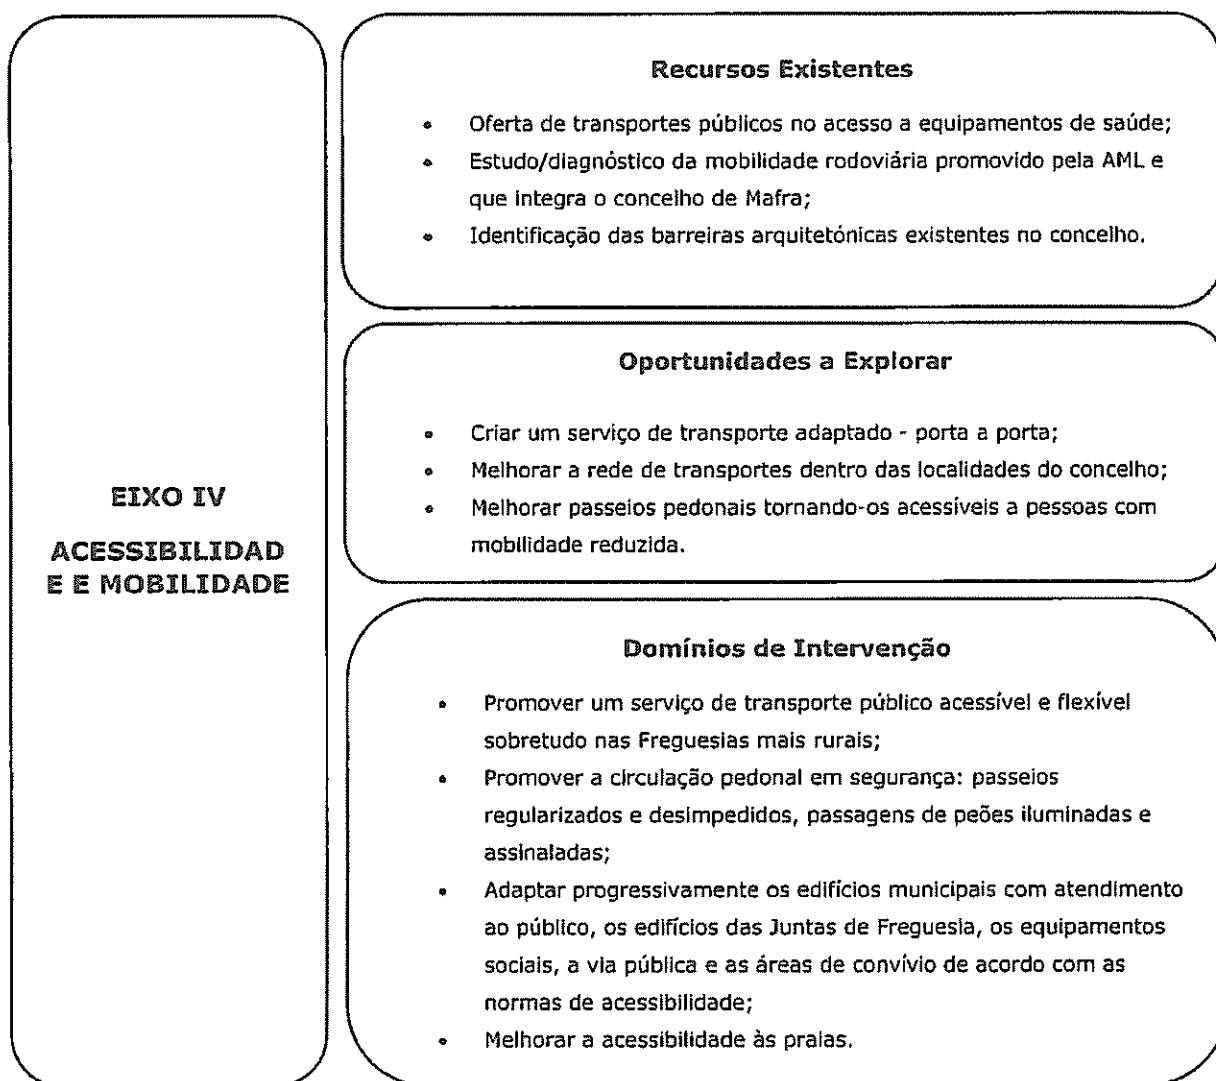 EIXO IV
ACESSIBILIDAD
E E MOBILIDADE
Recursos Existentes
• Oferta de transportes públicos no acesso a equipamentos de saúde;
• Estudo/diagnóstico da mobilidade rodoviária promovido pela AML e
que integra o concelho de Mafra;
• Identificação das barreiras arquitetónicas existentes no concelho.
Oportunidades a Explorar
• Criar um serviço de transporte adaptado - porta a porta;
• Melhorar a rede de transportes dentro das localidades do concelho;
• Melhorar passeios pedonais tornando-os acessíveis a pessoas com
mobilidade reduzida.
Domínios de Intervenção
• Promover um serviço de transporte público acessível e flexível
sobretudo nas Freguesias mais rurais;
• Promover a circulação pedonal em segurança: passeios
regularizados e desimpedidos, passagens de peões iluminadas e
assinaladas;
• Adaptar progressivamente os edifícios municipais com atendimento
ao público, os edifícios das Juntas de Freguesia, os equipamentos
sociais, a via pública e as áreas de convívio de acordo com as
normas de acessibilidade;
• Melhorar a acessibilidade às praias.